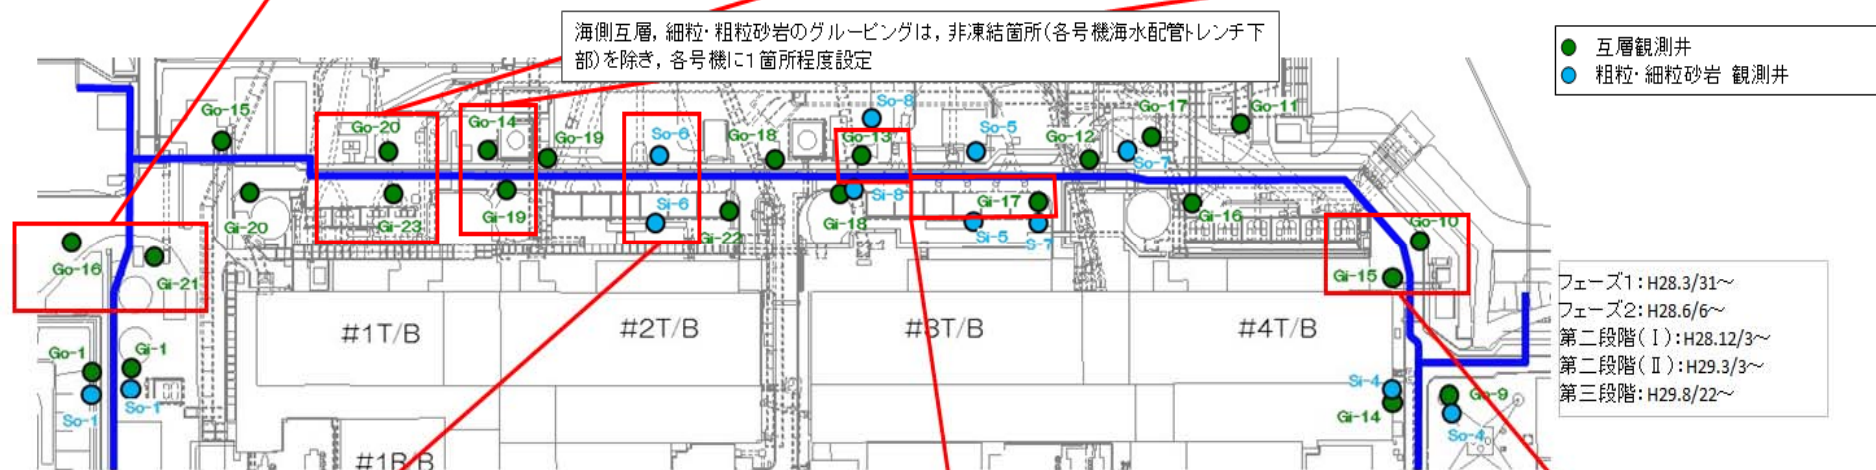 海側互層，細粒・粗粒砂岩のグルーピングは，非凍結箇所（各号機海水配管トレンチ下
部）を除き，各号機に１箇所程度設定
互層観測井
粗粒・細粒砂岩 観測井
Go-15
Go-20
Go-14
Go-19
So-6
Go-18
So-8
Go-13
So-5
Go-12
Go-17
So-7
Go-11
Gi-20
Gi-23
Gi-19
Si-6
Gi-22
Gi-18
Si-8
Gi-17
Si-5
S-7
Gi-16
Go-10
Gi-15
Go-16
Gi-21
#1T/B
#2T/B
#3T/B
#4T/B
Go-1
Gi-1
So-1
So-1
Si-4
Gi-14
Go-9
So-4
#1R/B
フェーズ1：H28.3/31～
フェーズ2：H28.6/6～
第二段階（Ⅰ）：H28.12/3～
第二段階（Ⅱ）：H29.3/3～
第三段階：H29.8/22～